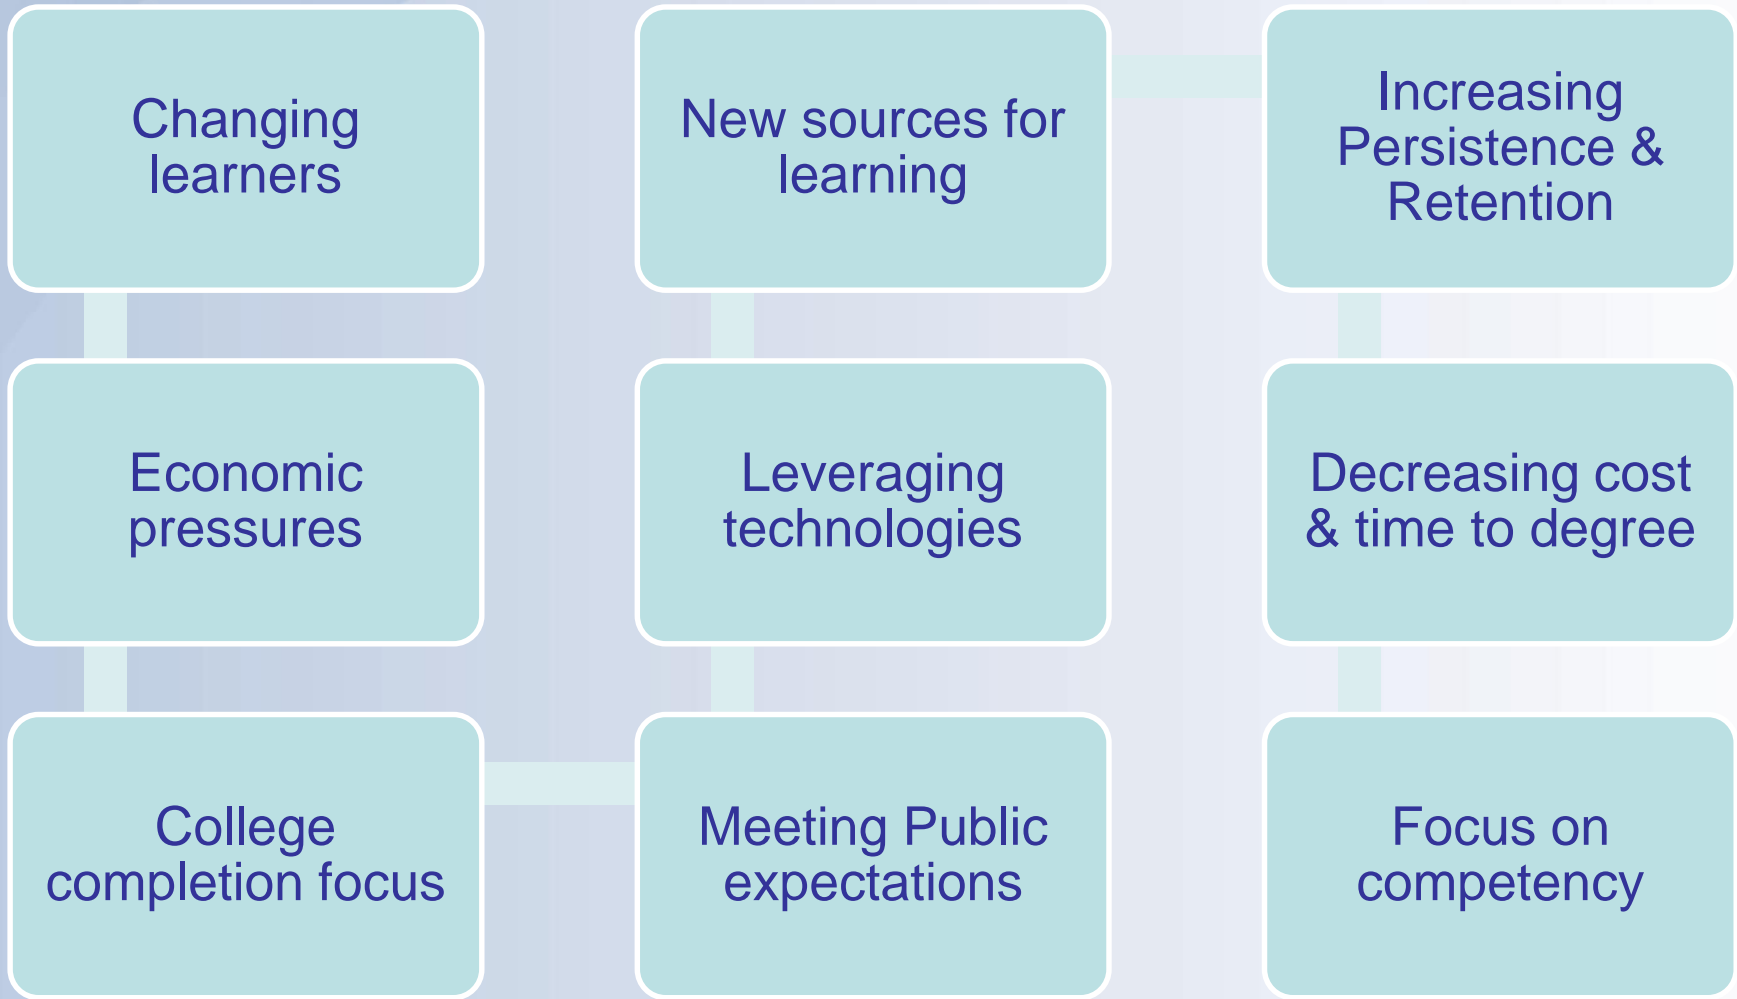 Changing
learners
Economic
pressures
College
completion focus
Meeting Public
expectations
Leveraging
technologies
New sources for
learning
Increasing
Persistence &
Retention
Decreasing cost
& time to degree
Focus on
competency